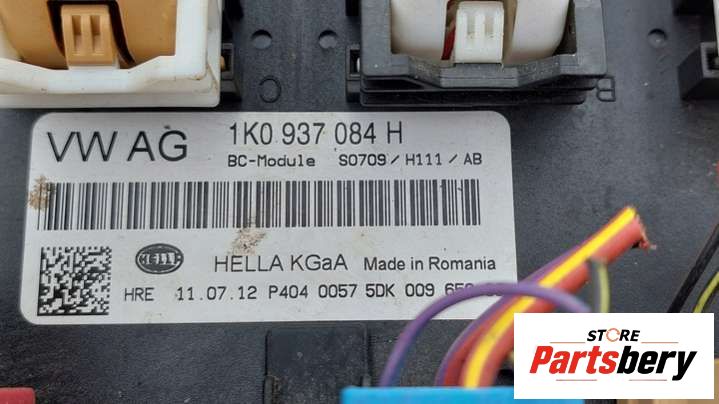 VW AG 1K0 937 084 H
BC-Module S0709 / H111 / AB
HELLA
HELLA KGaA Made in Romania
HRE 11.07.12 P404 0057 5DK 009
STORE
Partsbery